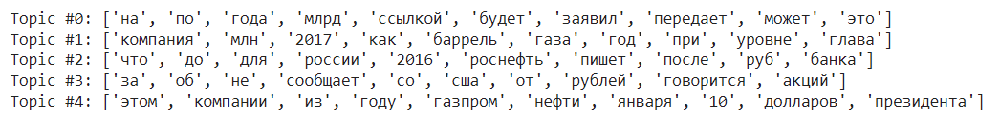 Topic #0: ['на', 'по', 'года', 'млрд', 'ссылкой', 'будет', 'заявил', 'передает', 'может', 'это']
Topic #1: ['компания', 'млн', '2017', 'как', 'баррель', 'газа', 'год', 'при', 'уровне', 'глава']
Topic #2: ['что', 'до', 'для', 'россии', '2016', 'роснефть', 'пишет', 'после', 'руб', 'банка']
Topic #3: ['за', 'об', 'не', 'сообщает', 'со', 'сша', 'от', 'рублей', 'говорится', 'акций']
Topic #4: ['этом', 'компании', 'из', 'году', 'газпром', 'нефти', 'января', '10', 'долларов', 'президента']